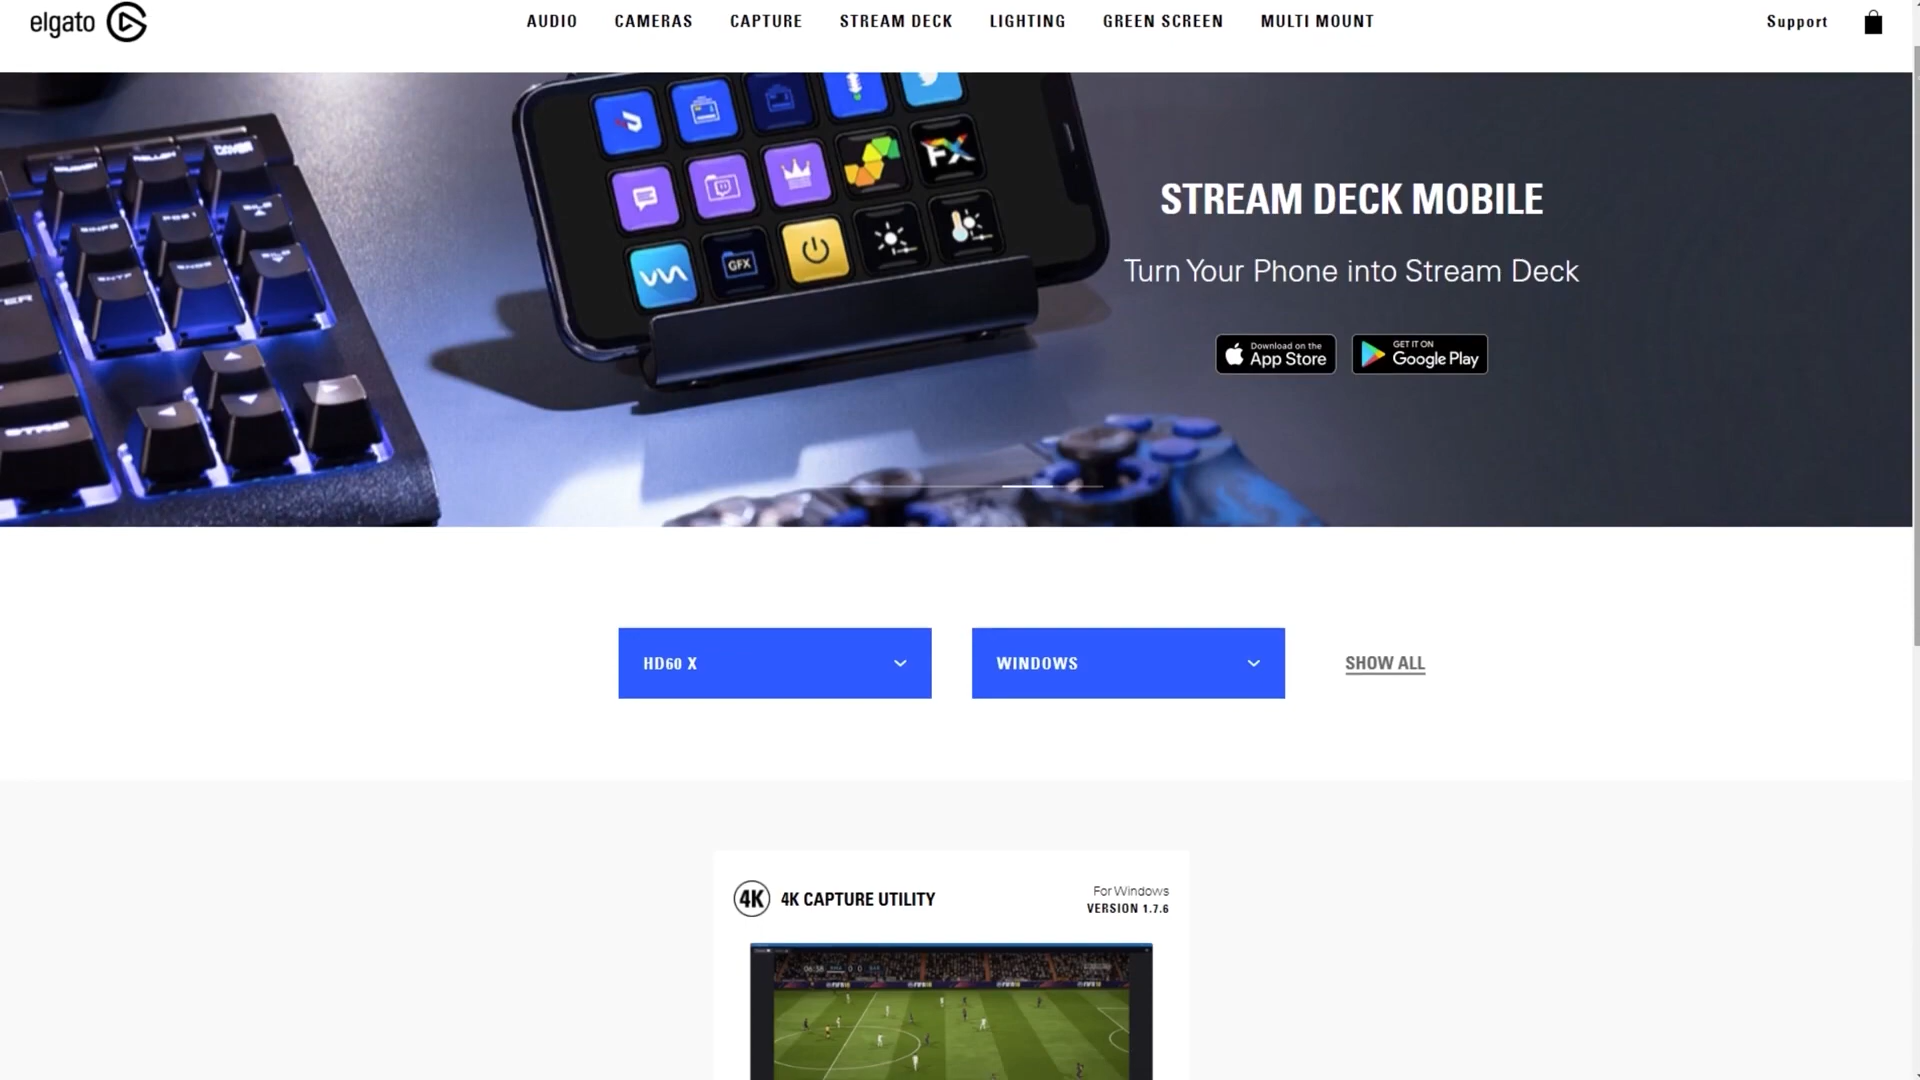 elgato
AUDIO CAMERAS CAPTURE STREAM DECK LIGHTING GREEN SCREEN MULTI MOUNT
Support
STREAM DECK MOBILE
Turn Your Phone into Stream Deck
Download on the
App Store
GET IT ON
Google Play
FX
GFX
HD60 X
WINDOWS
SHOW ALL
4K
4K CAPTURE UTILITY
For Windows
VERSION 1.7.6